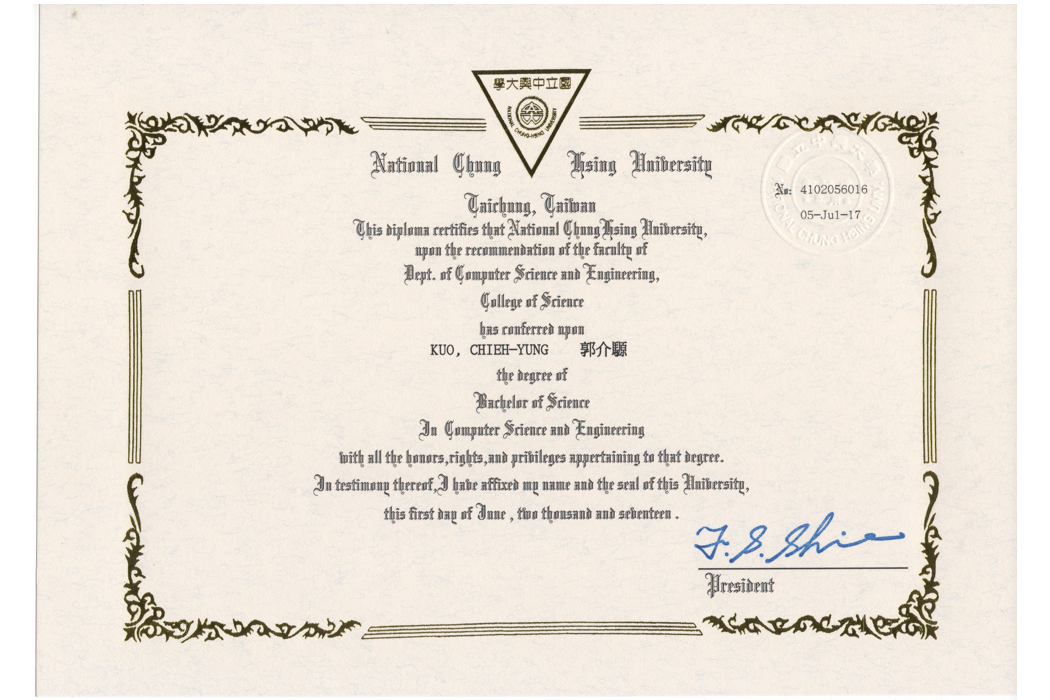 學大興中立國
NATIONAL CHUNG-HSING UNIVERSITY
National Chung Hsing University
No: 4102056016
05-Jul-17
Taichung, Taiwan
This diploma certifies that National Chung Hsing University,
upon the recommendation of the faculty of
Dept. of Computer Science and Engineering,
College of Science
has conferred upon
KUO, CHIEH-YUNG 郭介騵
the degree of
Bachelor of Science
In Computer Science and Engineering
with all the honors,rights,and privileges appertaining to that degree.
In testimony thereof,I have affixed my name and the seal of this University,
this first day of June , two thousand and seventeen .
F. S. Shie
President